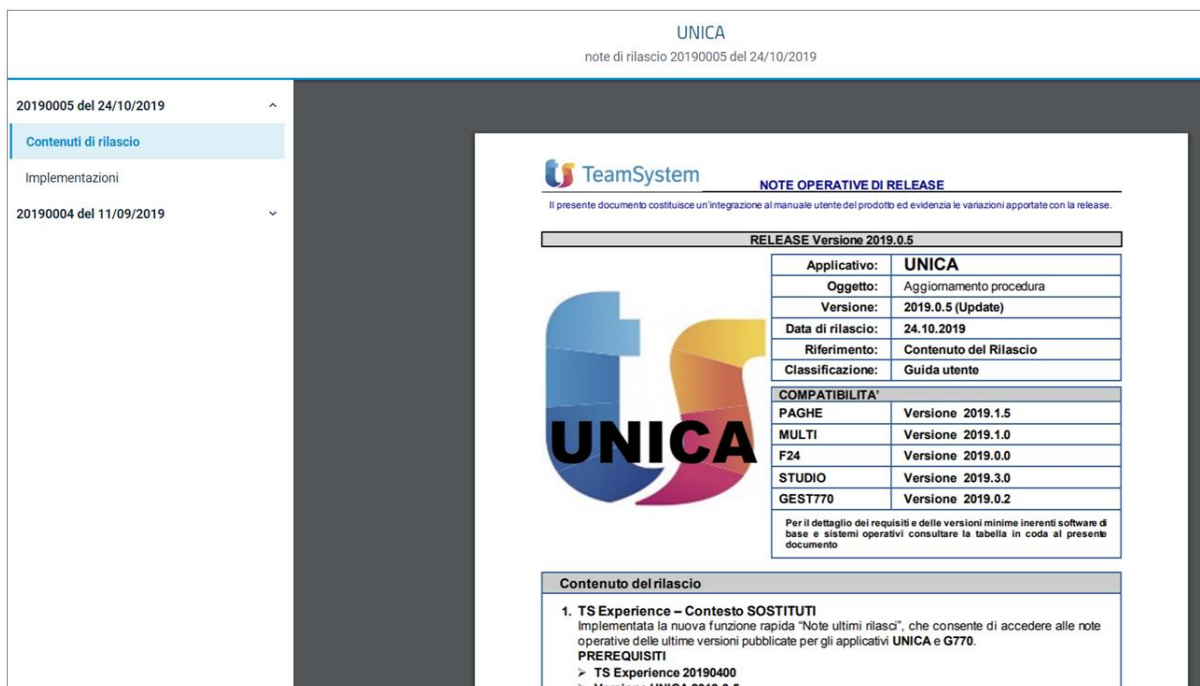 UNICA
note di rilascio 20190005 del 24/10/2019
20190005 del 24/10/2019
Contenuti di rilascio
Implementazioni
20190004 del 11/09/2019
TeamSystem
NOTE OPERATIVE DI RELEASE
Il presente documento costituisce un'integrazione al manuale utente del prodotto ed evidenzia le variazioni apportate con la release.
RELEASE Versione 2019.0.5
ts
UNICA
Applicativo: UNICA
Oggetto: Aggiornamento procedura
Versione: 2019.0.5 (Update)
Data di rilascio: 24.10.2019
Riferimento: Contenuto del Rilascio
Classificazione: Guida utente
COMPATIBILITA'
PAGHE Versione 2019.1.5
MULTI Versione 2019.1.0
F24 Versione 2019.0.0
STUDIO Versione 2019.3.0
GEST770 Versione 2019.0.2
Per il dettaglio dei requisiti e delle versioni minime inerenti software di
base e sistemi operativi consultare la tabella in coda al presente
documento
Contenuto del rilascio
1. TS Experience – Contesto SOSTITUTI
Implementata la nuova funzione rapida “Note ultimi rilasci”, che consente di accedere alle note
operative delle ultime versioni pubblicate per gli applicativi UNICA e G770.
PREREQUISITI
➢ TS Experience 20190400
➢ Versione UNICA 2019.0.5